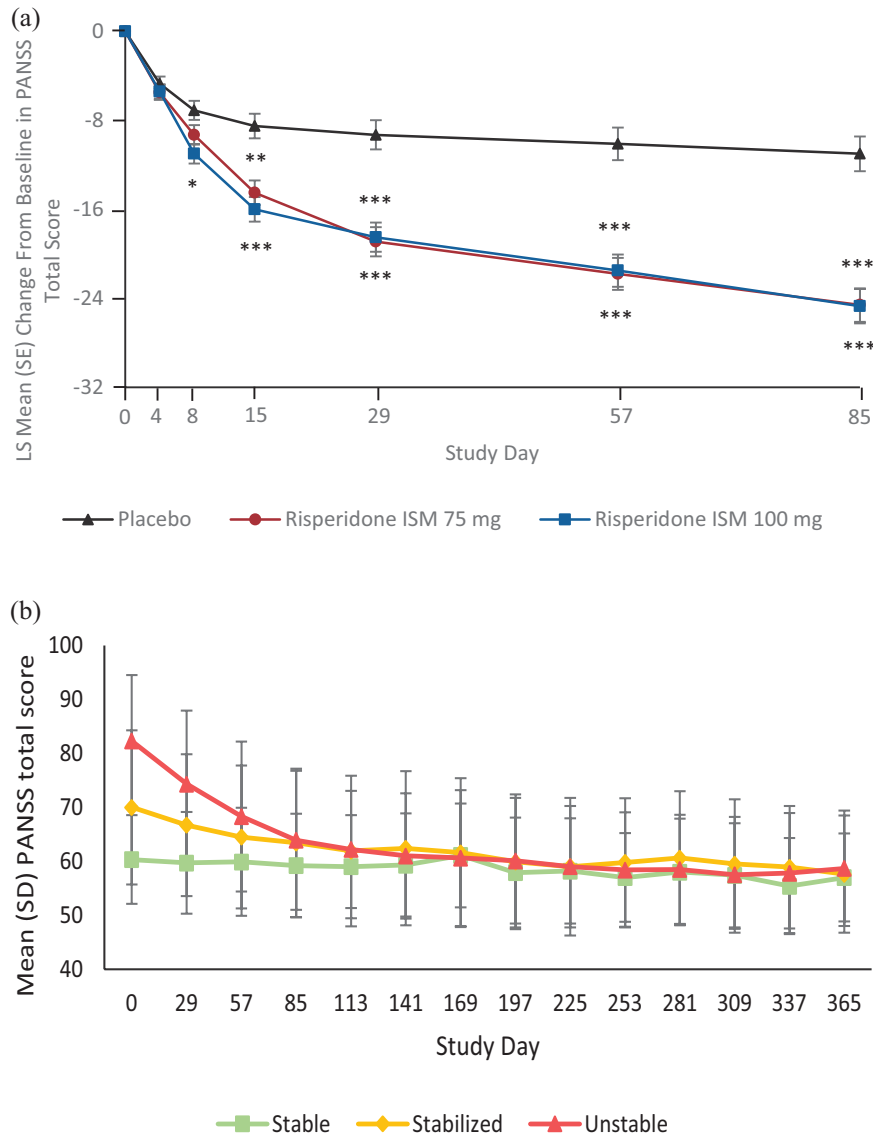 (a)
LS Mean (SE) Change From Baseline in PANSS
Total Score
0
-8
-16
-24
-32
*
**
***
***
***
***
***
***
***
0 4 8 15 29 57 85
Study Day
Placebo Risperidone ISM 75 mg Risperidone ISM 100 mg
(b)
Mean (SD) PANSS total score
100
90
80
70
60
50
40
0 29 57 85 113 141 169 197 225 253 281 309 337 365
Study Day
Stable Stabilized Unstable